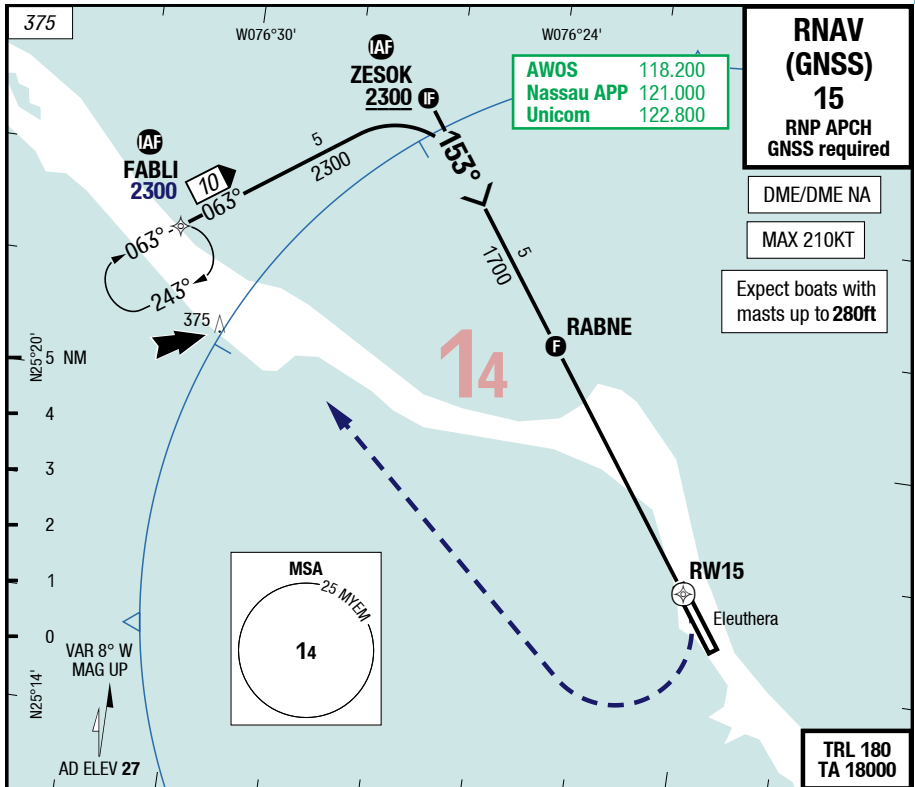 375
W076°30'
W076°24'
RNAV
(GNSS)
15
RNP APCH
GNSS required
IAF
ZESOK
2300
IF
AWOS 118.200
Nassau APP 121.000
Unicom 122.800
IAF
FABLI
2300
10
063°
5
2300
153°
DME/DME NA
MAX 210KT
Expect boats with
masts up to 280ft
063°
243°
5
1700
375
RABNE
F
14
N25°20'
5 NM
4
3
2
1
0
MSA
25 MYEM
14
RW15
Eleuthera
VAR 8° W
MAG UP
N25°14'
AD ELEV 27
TRL 180
TA 18000